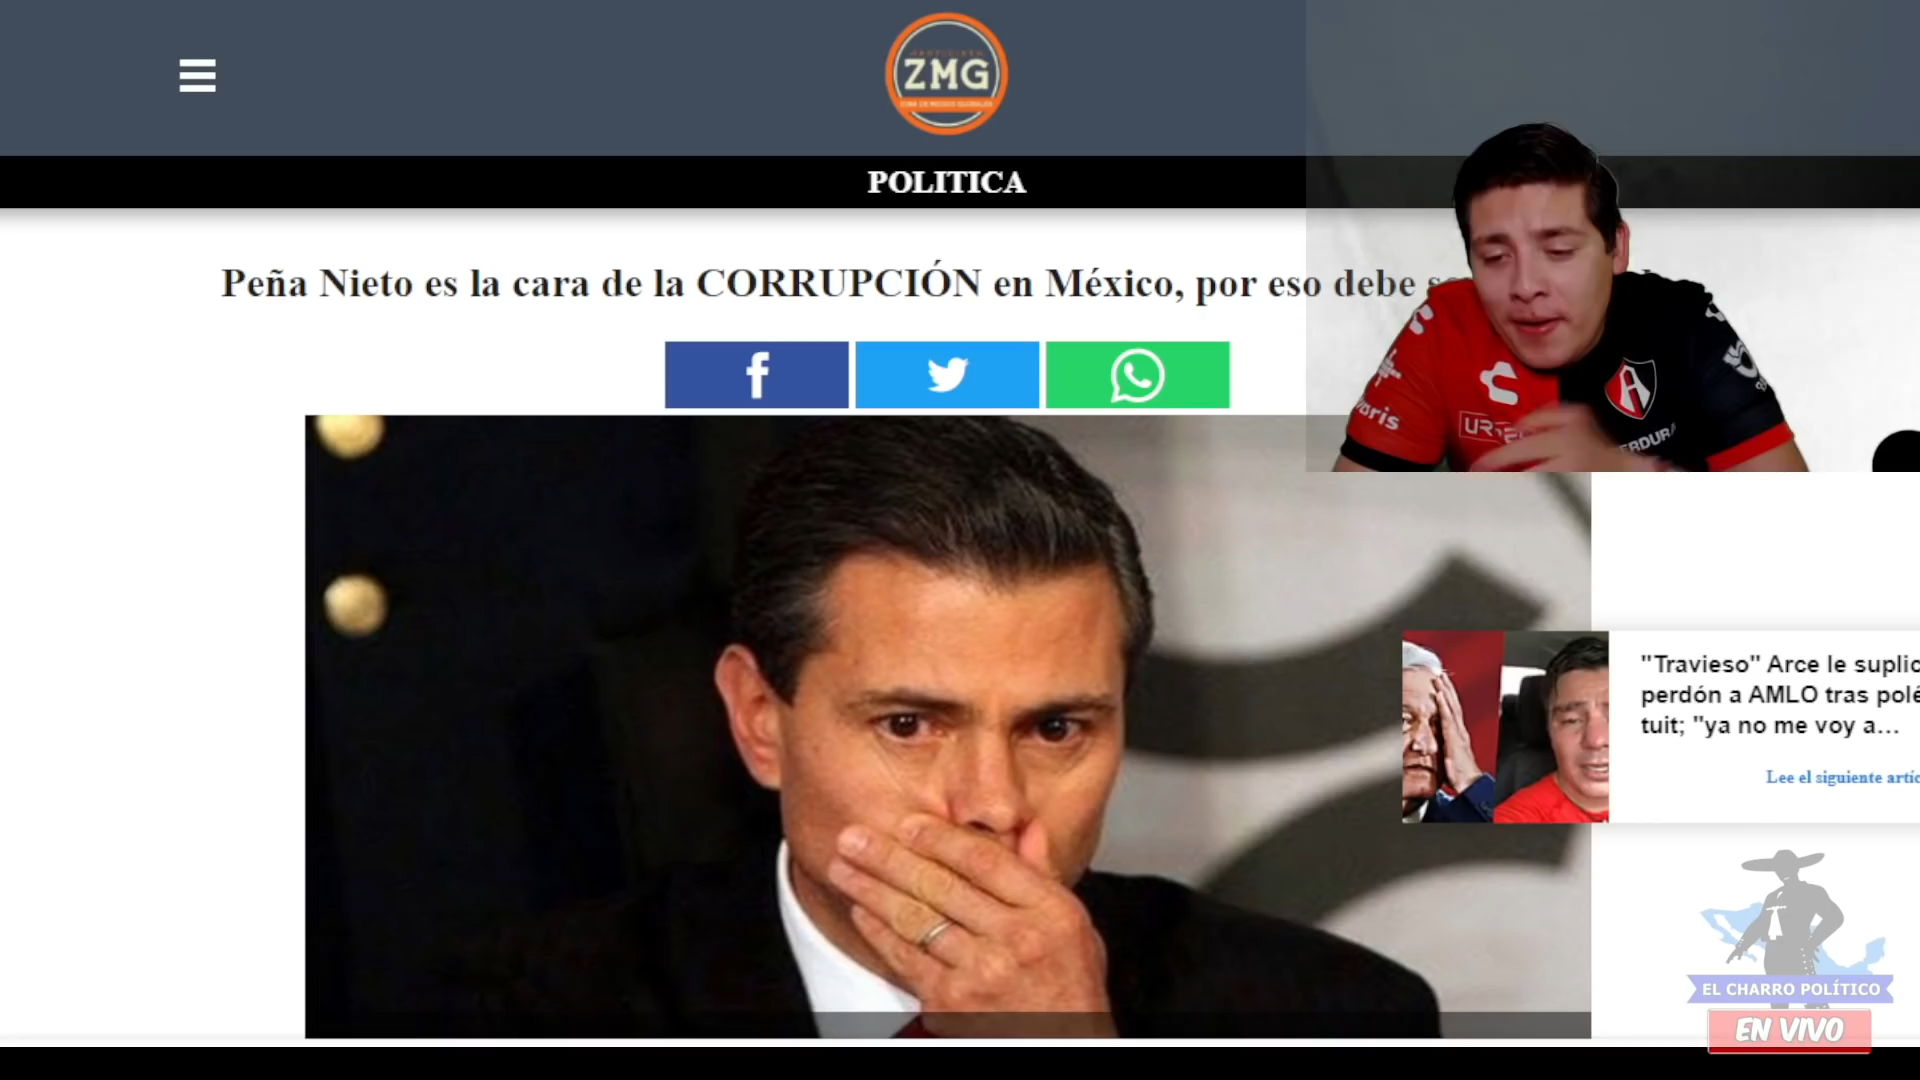 ZMG
POLITICA
Peña Nieto es la cara de la CORRUPCIÓN en México, por eso debe
URREA
"Travieso" Arce le suplic
perdón a AMLO tras polé
tuit; "ya no me voy a...
Lee el siguiente artíc
EL CHARRO POLÍTICO
EN VIVO